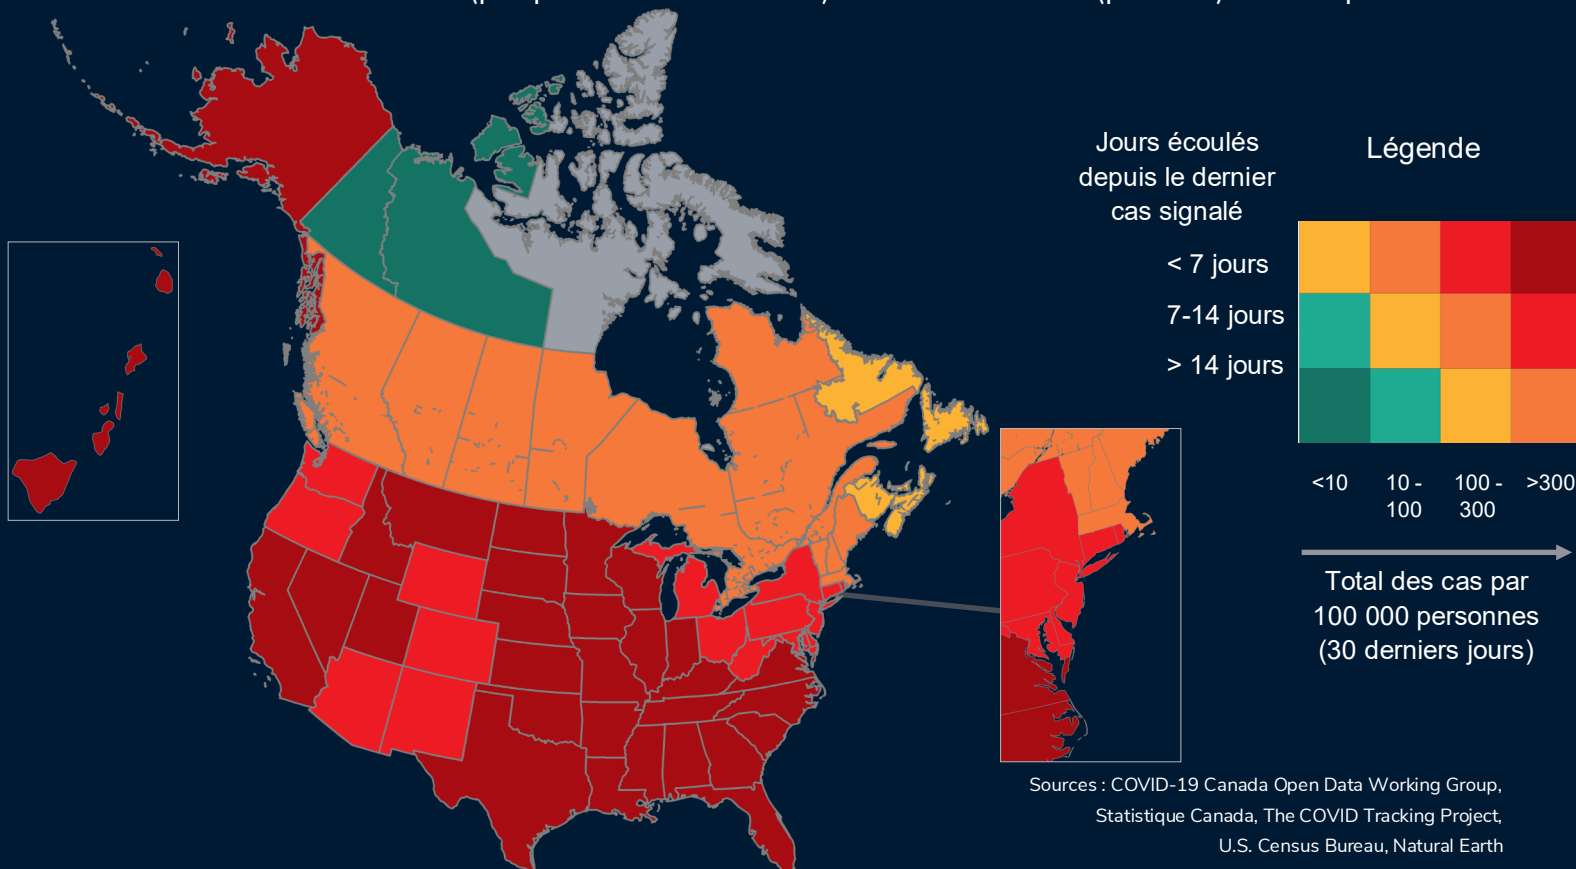 Jours écoulés
depuis le dernier
cas signalé
Légende
< 7 jours
7-14 jours
> 14 jours
<10
10 -
100
100 -
300
>300
Total des cas par
100 000 personnes
(30 derniers jours)
Sources : COVID-19 Canada Open Data Working Group,
Statistique Canada, The COVID Tracking Project,
U.S. Census Bureau, Natural Earth